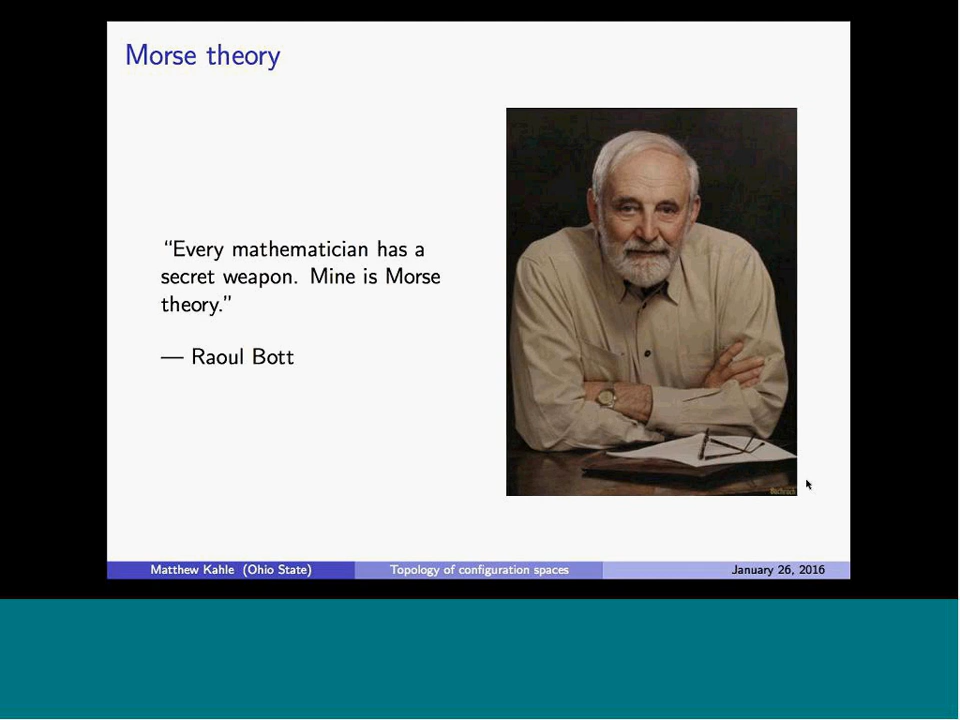 Morse theory
“Every mathematician has a
secret weapon. Mine is Morse
theory.”
— Raoul Bott
Bachrach
Matthew Kahle (Ohio State)
Topology of configuration spaces
January 26, 2016